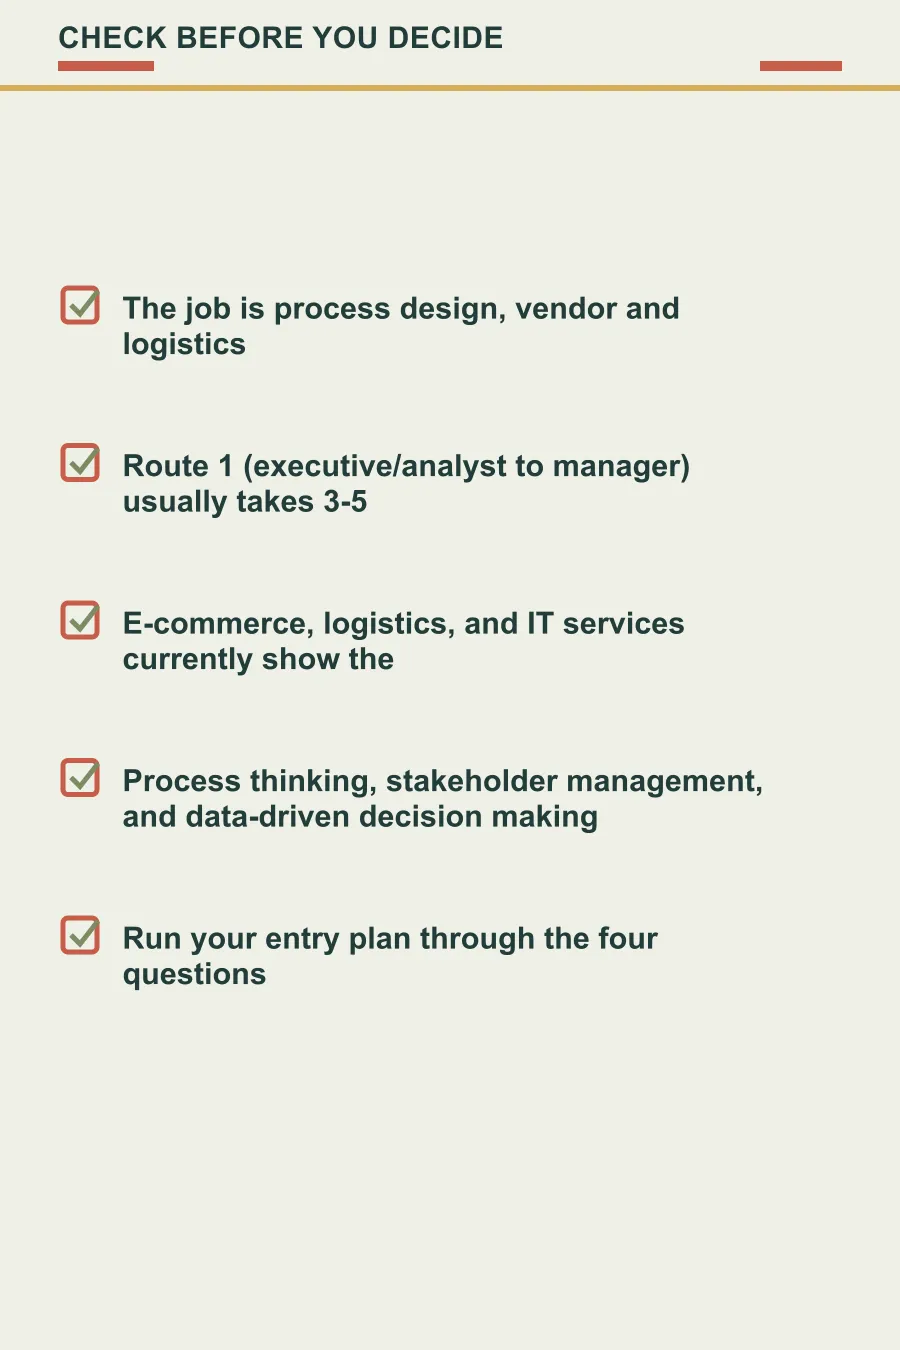 CHECK BEFORE YOU DECIDE
The job is process design, vendor and
logistics
Route 1 (executive/analyst to manager)
usually takes 3-5
E-commerce, logistics, and IT services
currently show the
Process thinking, stakeholder management,
and data-driven decision making
Run your entry plan through the four
questions